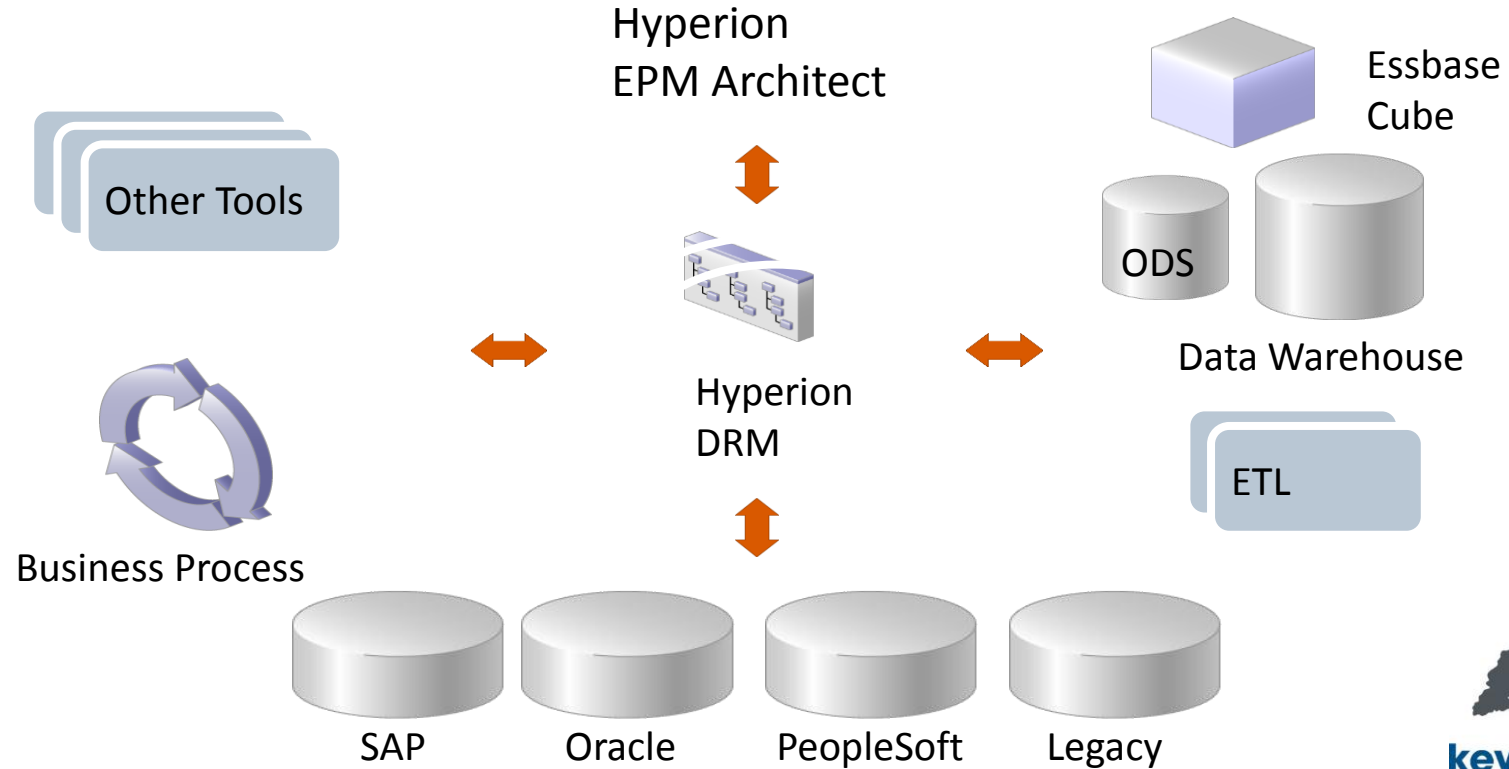 Hyperion
EPM Architect
Essbase
Cube
Other Tools
ODS
Data Warehouse
Hyperion
DRM
ETL
Business Process
SAP
Oracle
PeopleSoft
Legacy